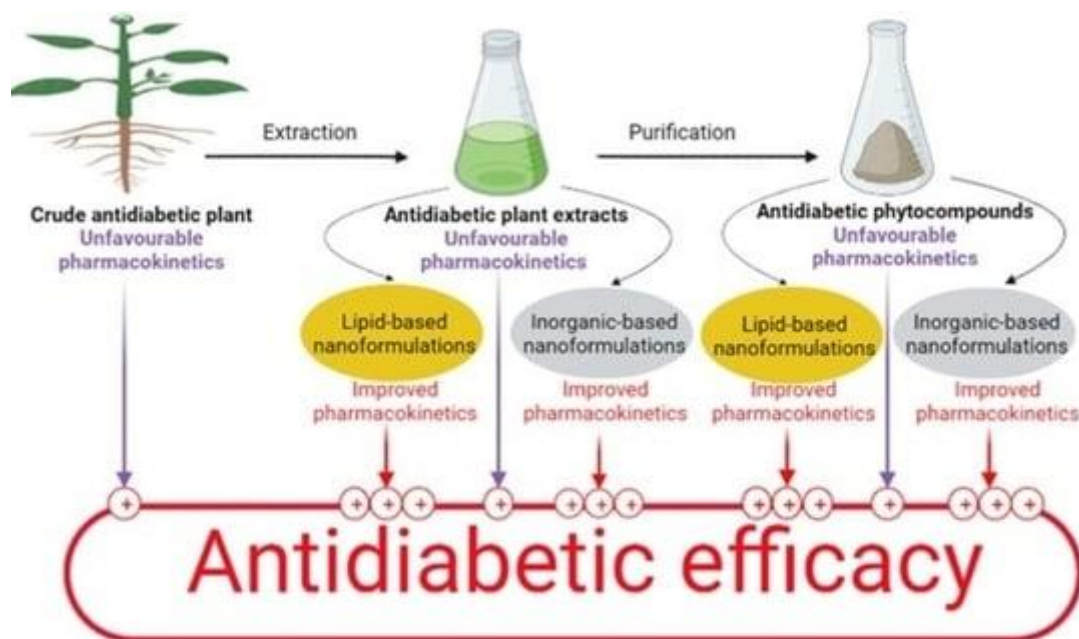 Extraction
Purification
Crude antidiabetic plant
Unfavourable
pharmacokinetics
Antidiabetic plant extracts
Unfavourable
pharmacokinetics
Antidiabetic phytocompounds
Unfavourable
pharmacokinetics
Lipid-based
nanoformulations
Improved
pharmacokinetics
Inorganic-based
nanoformulations
Improved
pharmacokinetics
Lipid-based
nanoformulations
Improved
pharmacokinetics
Inorganic-based
nanoformulations
Improved
pharmacokinetics
+ + + + + + + + + + + + + + +
Antidiabetic efficacy